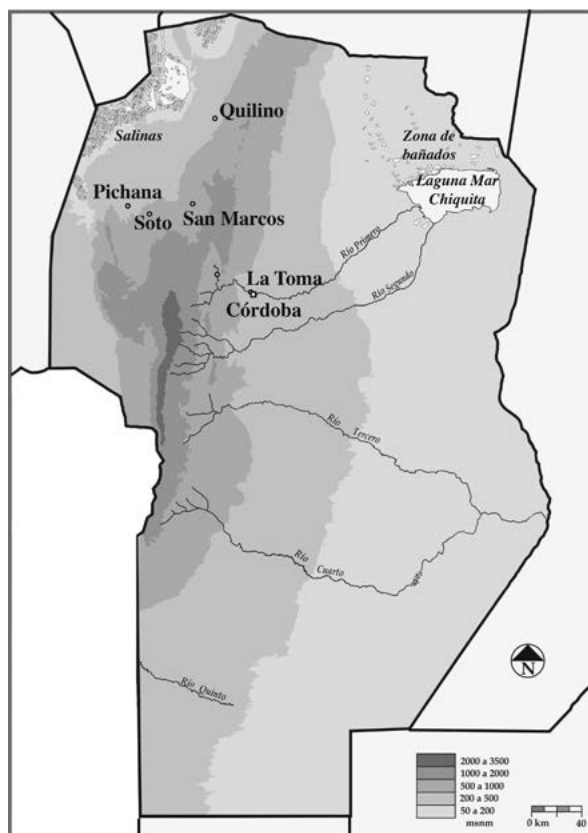 Quilino
Salinas
Zona de
bañados
Laguna Mar
Chiquita
Pichana
Soto
San Marcos
La Toma
Córdoba
Río Primero
Río Segundo
Río Tercero
Río Cuarto
Río Quinto
N
2000 a 3500
1000 a 2000
500 a 1000
200 a 500
50 a 200
msnm
0 km 40